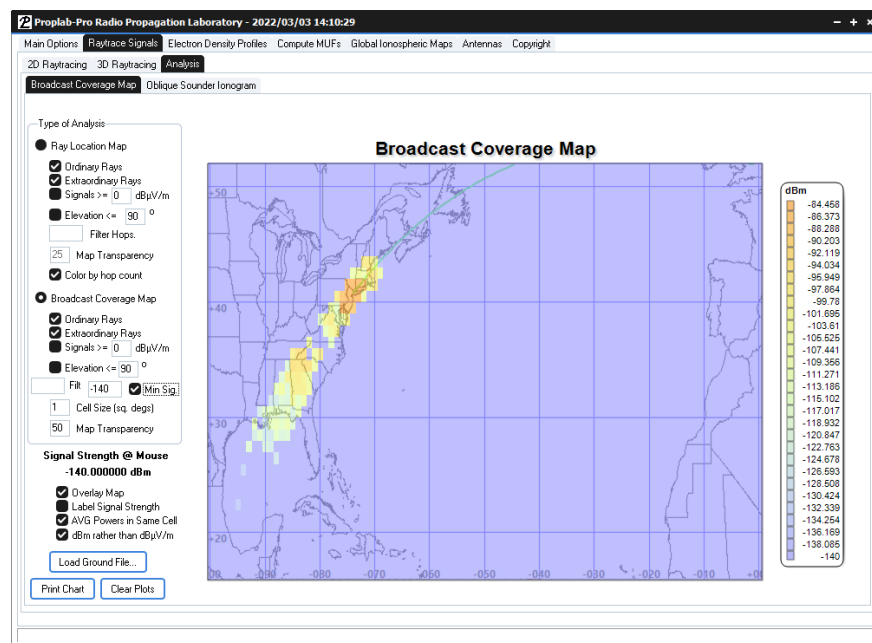 Proplab-Pro Radio Propagation Laboratory - 2022/03/03 14:10:29
Main Options Raytrace Signals Electron Density Profiles Compute MUFs Global Ionospheric Maps Antennas Copyright
2D Raytracing 3D Raytracing Analysis
Broadcast Coverage Map Oblique Sounder Ionogram
Type of Analysis
Ray Location Map
Ordinary Rays
Extraordinary Rays
Signals >= 0 dBµV/m
Elevation <= 90 º
Filter Hops.
25 Map Transparency
Color by hop count
Broadcast Coverage Map
Ordinary Rays
Extraordinary Rays
Signals >= 0 dBµV/m
Elevation <= 90 º
Filt -140 Min Sig.
1 Cell Size (sq. degs)
50 Map Transparency
Signal Strength @ Mouse
-140.000000 dBm
Overlay Map
Label Signal Strength
AVG Powers in Same Cell
dBm rather than dBµV/m
Load Ground File...
Print Chart Clear Plots
Broadcast Coverage Map
+50
+40
+30
+20
-090 -080 -070 -060 -050 -040 -030 -020 -010
dBm
-84.458
-86.373
-88.288
-90.203
-92.119
-94.034
-95.949
-97.864
-99.78
-101.695
-103.61
-105.525
-107.441
-109.356
-111.271
-113.186
-115.102
-117.017
-118.932
-120.847
-122.763
-124.678
-126.593
-128.508
-130.424
-132.339
-134.254
-136.169
-138.085
-140